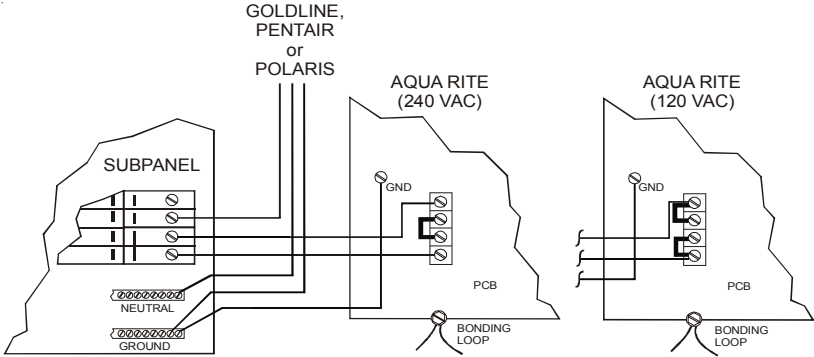 GOLDLINE,
PENTAIR
or
POLARIS
AQUA RITE
(240 VAC)
AQUA RITE
(120 VAC)
SUBPANEL
GND
GND
NEUTRAL
GROUND
PCB
PCB
BONDING
LOOP
BONDING
LOOP